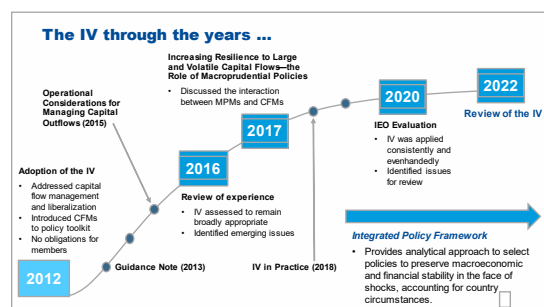 The IV through the years ...
Increasing Resilience to Large
and Volatile Capital Flows—the
Role of Macroprudential Policies
• Discussed the interaction
between MPMs and CFMs
Operational
Considerations for
Managing Capital
Outflows (2015)
2022
Review of the IV
2020
IEO Evaluation
• IV was applied
consistently and
evenhandedly
• Identified issues
for review
2017
2016
Review of experience
• IV assessed to remain
broadly appropriate
• Identified emerging issues
Adoption of the IV
• Addressed capital
flow management
and liberalization
• Introduced CFMs
to policy toolkit
• No obligations for
members
2012
Guidance Note (2013)
IV in Practice (2018)
Integrated Policy Framework
• Provides analytical approach to select
policies to preserve macroeconomic
and financial stability in the face of
shocks, accounting for country
circumstances.